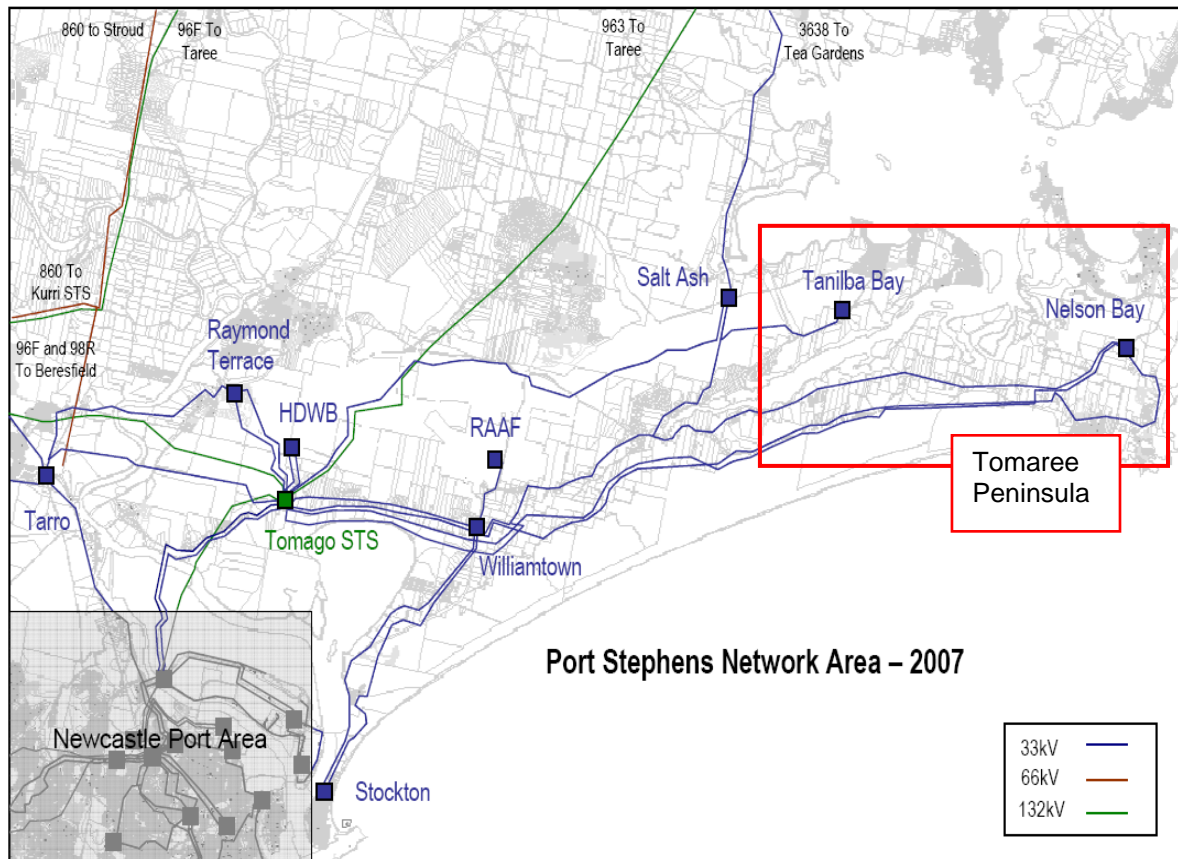 860 to Stroud
96F To
Taree
963 To
Taree
3638 To
Tea Gardens
860 To
Kurri STS
96F and 98R
To Beresfield
Raymond
Terrace
HDWB
RAAF
Salt Ash
Tanilba Bay
Nelson Bay
Tomaree
Peninsula
Tarro
Tomago STS
Williamtown
Port Stephens Network Area – 2007
Newcastle Port Area
Stockton
33kV
66kV
132kV